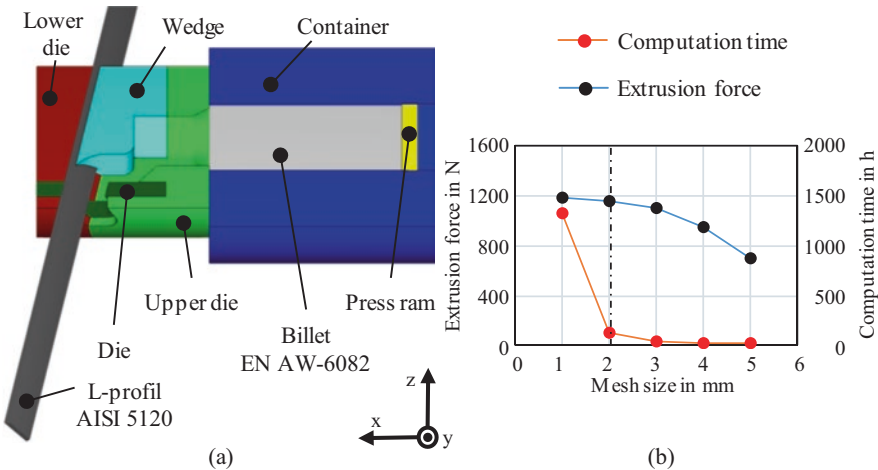 Lower
die
Wedge
Container
Die
Upper die
Billet
EN AW-6082
Press ram
L-profil
AISI 5120
z
x
y
(a)
Computation time
Extrusion force
Extrusion force in N
1600
1200
800
400
0
2000
1500
1000
500
0
Computation time in h
0 1 2 3 4 5 6
Mesh size in mm
(b)